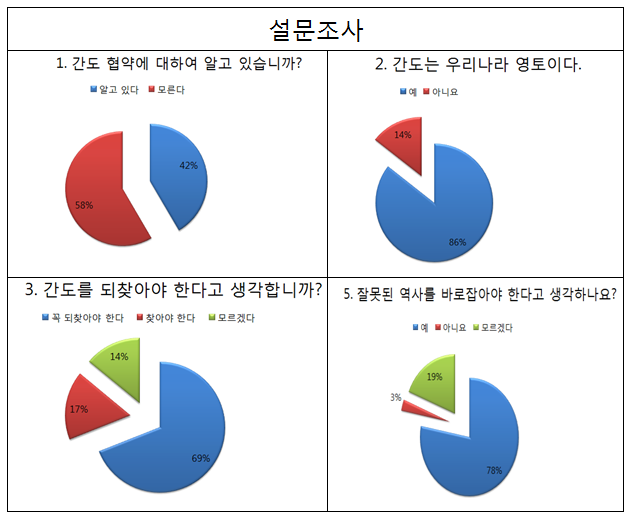 설문조사
1. 간도 협약에 대하여 알고 있습니까?
알고 있다 모른다
42%
58%
2. 간도는 우리나라 영토이다.
예 아니요
14%
86%
3. 간도를 되찾아야 한다고 생각합니까?
꼭 되찾아야 한다 찾아야 한다 모르겠다
14%
17%
69%
5. 잘못된 역사를 바로잡아야 한다고 생각하나요?
예 아니요 모르겠다
19%
3%
78%